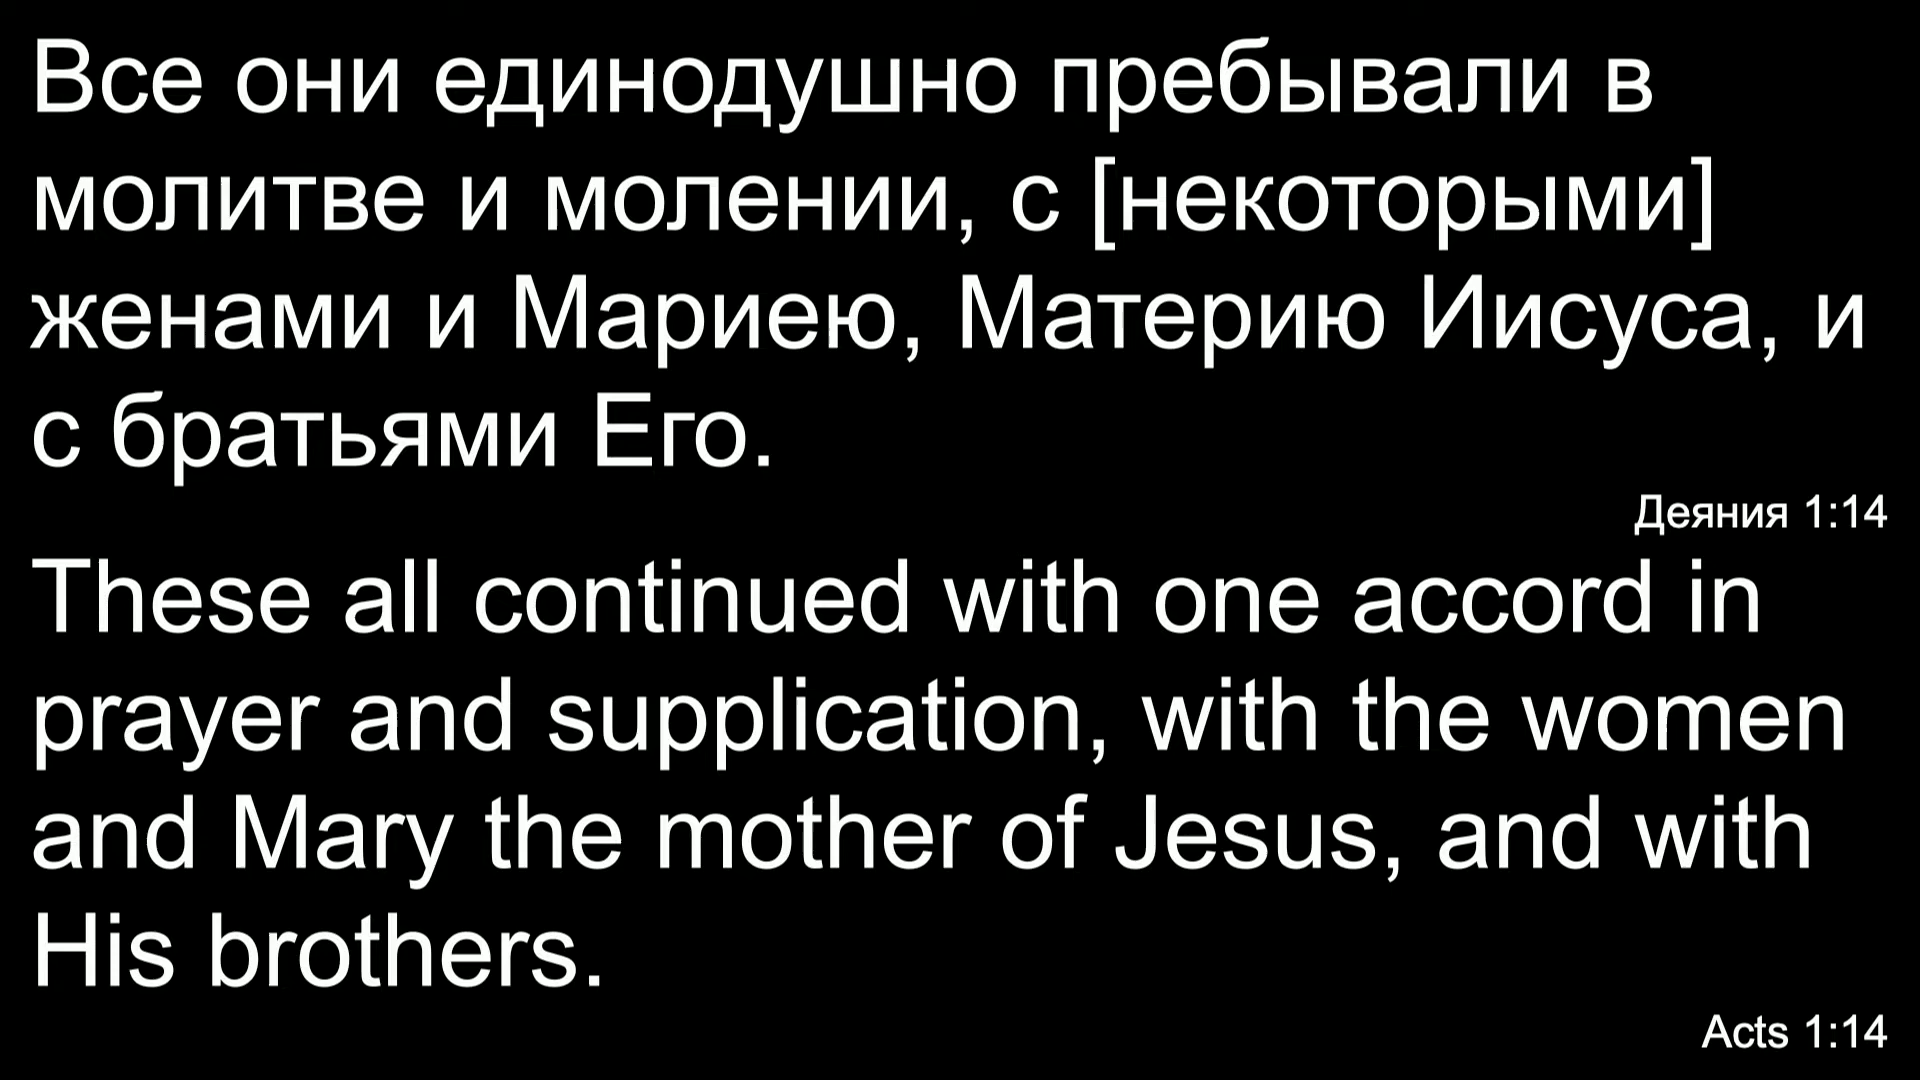 Все они единодушно пребывали в
молитве и молении, с [некоторыми]
женами и Мариею, Материю Иисуса, и
с братьями Его.
Деяния 1:14
These all continued with one accord in
prayer and supplication, with the women
and Mary the mother of Jesus, and with
His brothers.
Acts 1:14